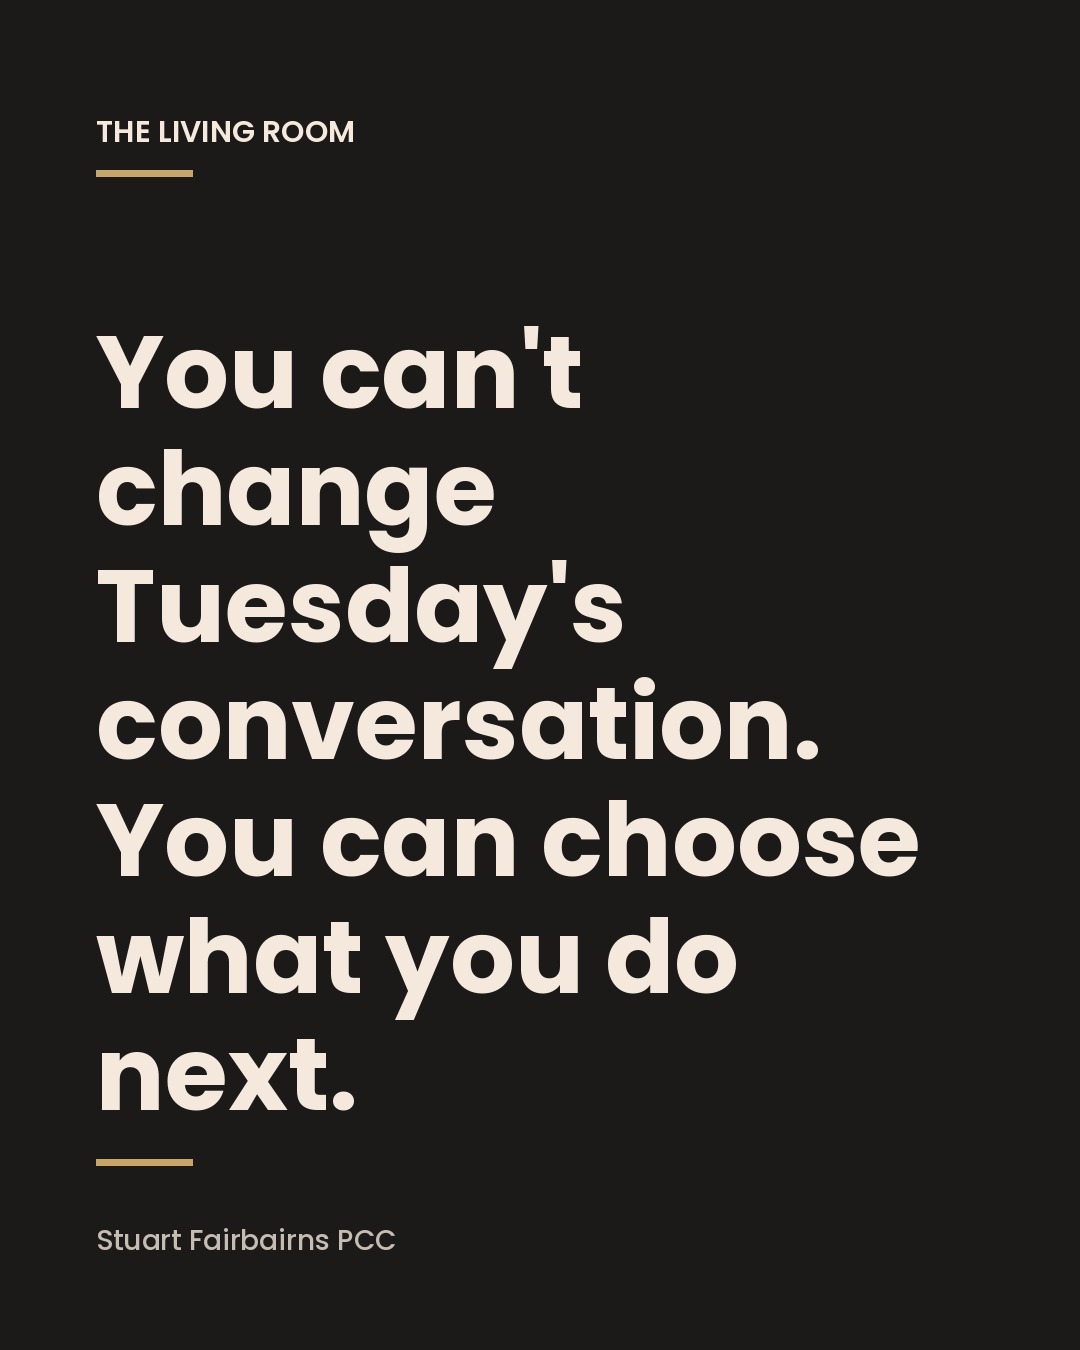 THE LIVING ROOM
You can't
change
Tuesday's
conversation.
You can choose
what you do
next.
Stuart Fairbairns PCC